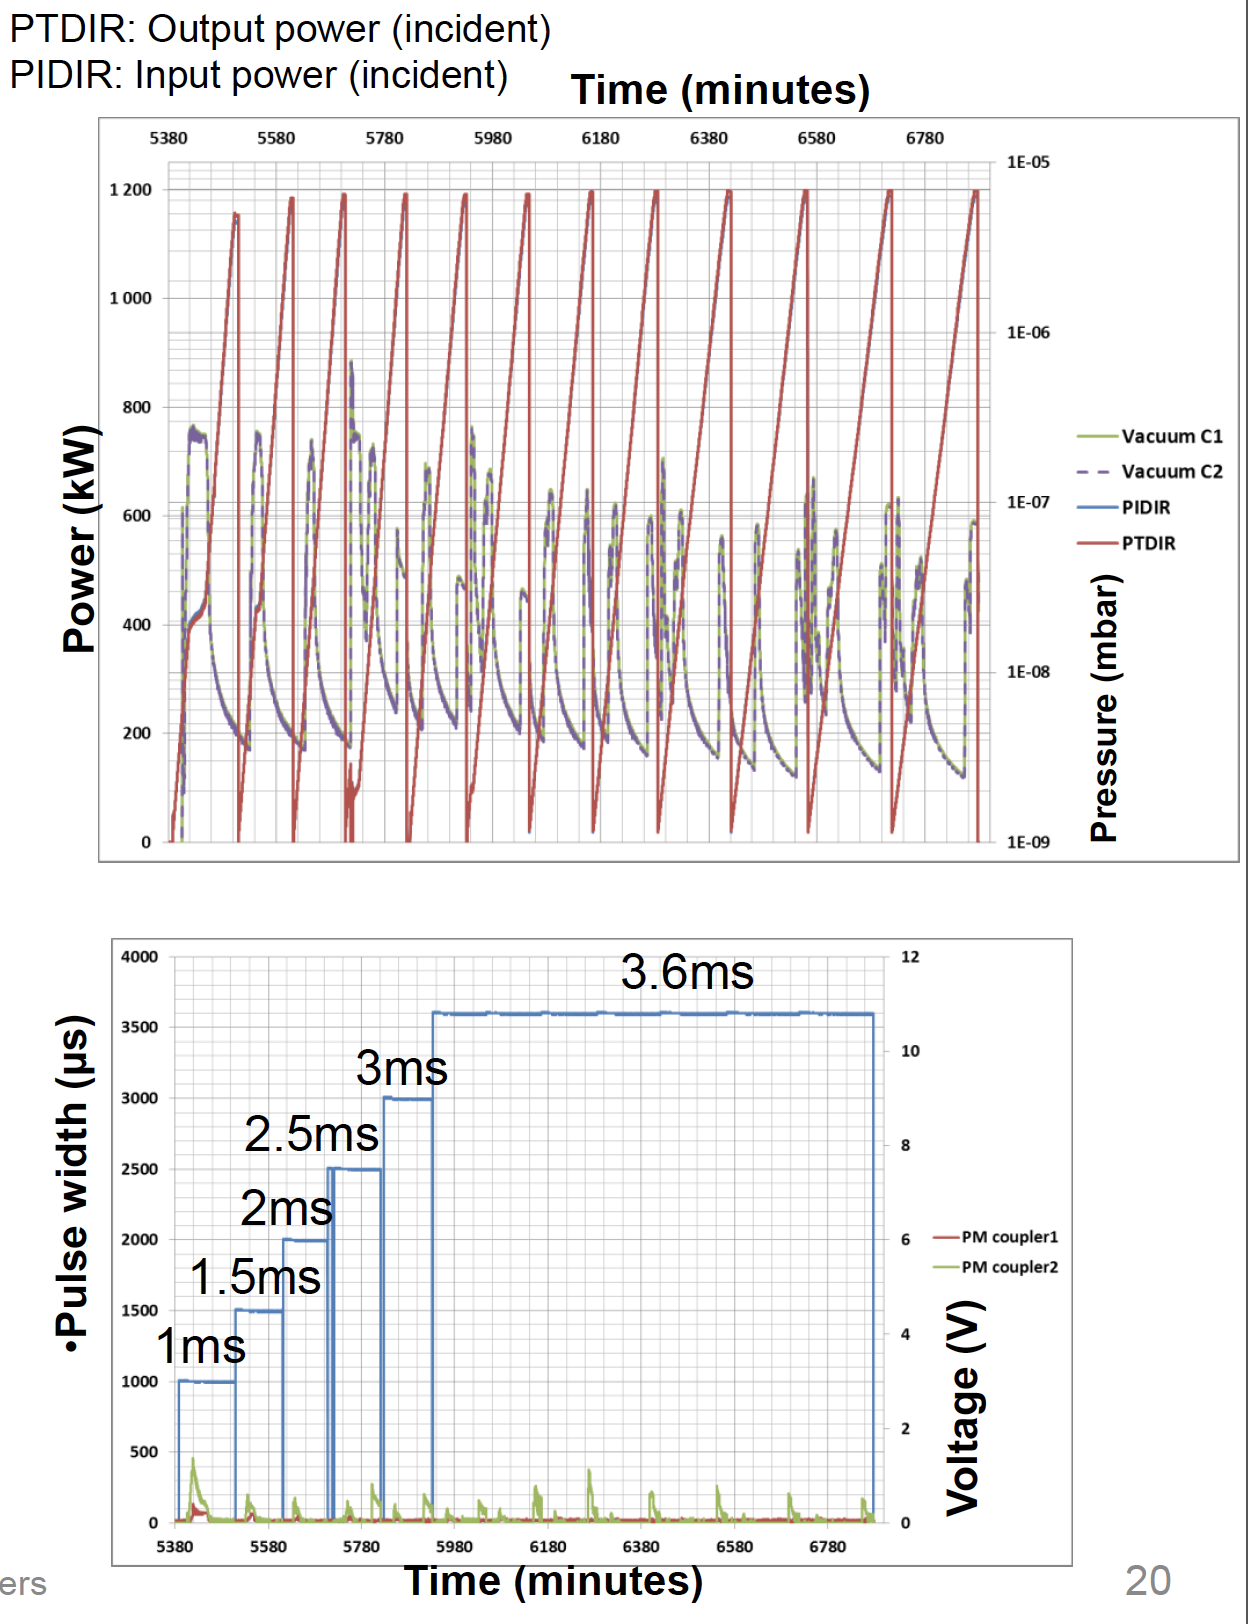 PTDIR: Output power (incident)
PIDIR: Input power (incident)
Time (minutes)
5380 5580 5780 5980 6180 6380 6580 6780
1 200
1 000
800
600
400
200
0
Power (kW)
1E-05
1E-06
1E-07
1E-08
1E-09
Pressure (mbar)
Vacuum C1
Vacuum C2
PIDIR
PTDIR
4000
3500
3000
2500
2000
1500
1000
500
0
•Pulse width (µs)
3.6ms
3ms
2.5ms
2ms
1.5ms
1ms
12
10
8
6
4
2
0
PM coupler1
PM coupler2
Voltage (V)
5380 5580 5780 5980 6180 6380 6580 6780
Time (minutes)
ers
20